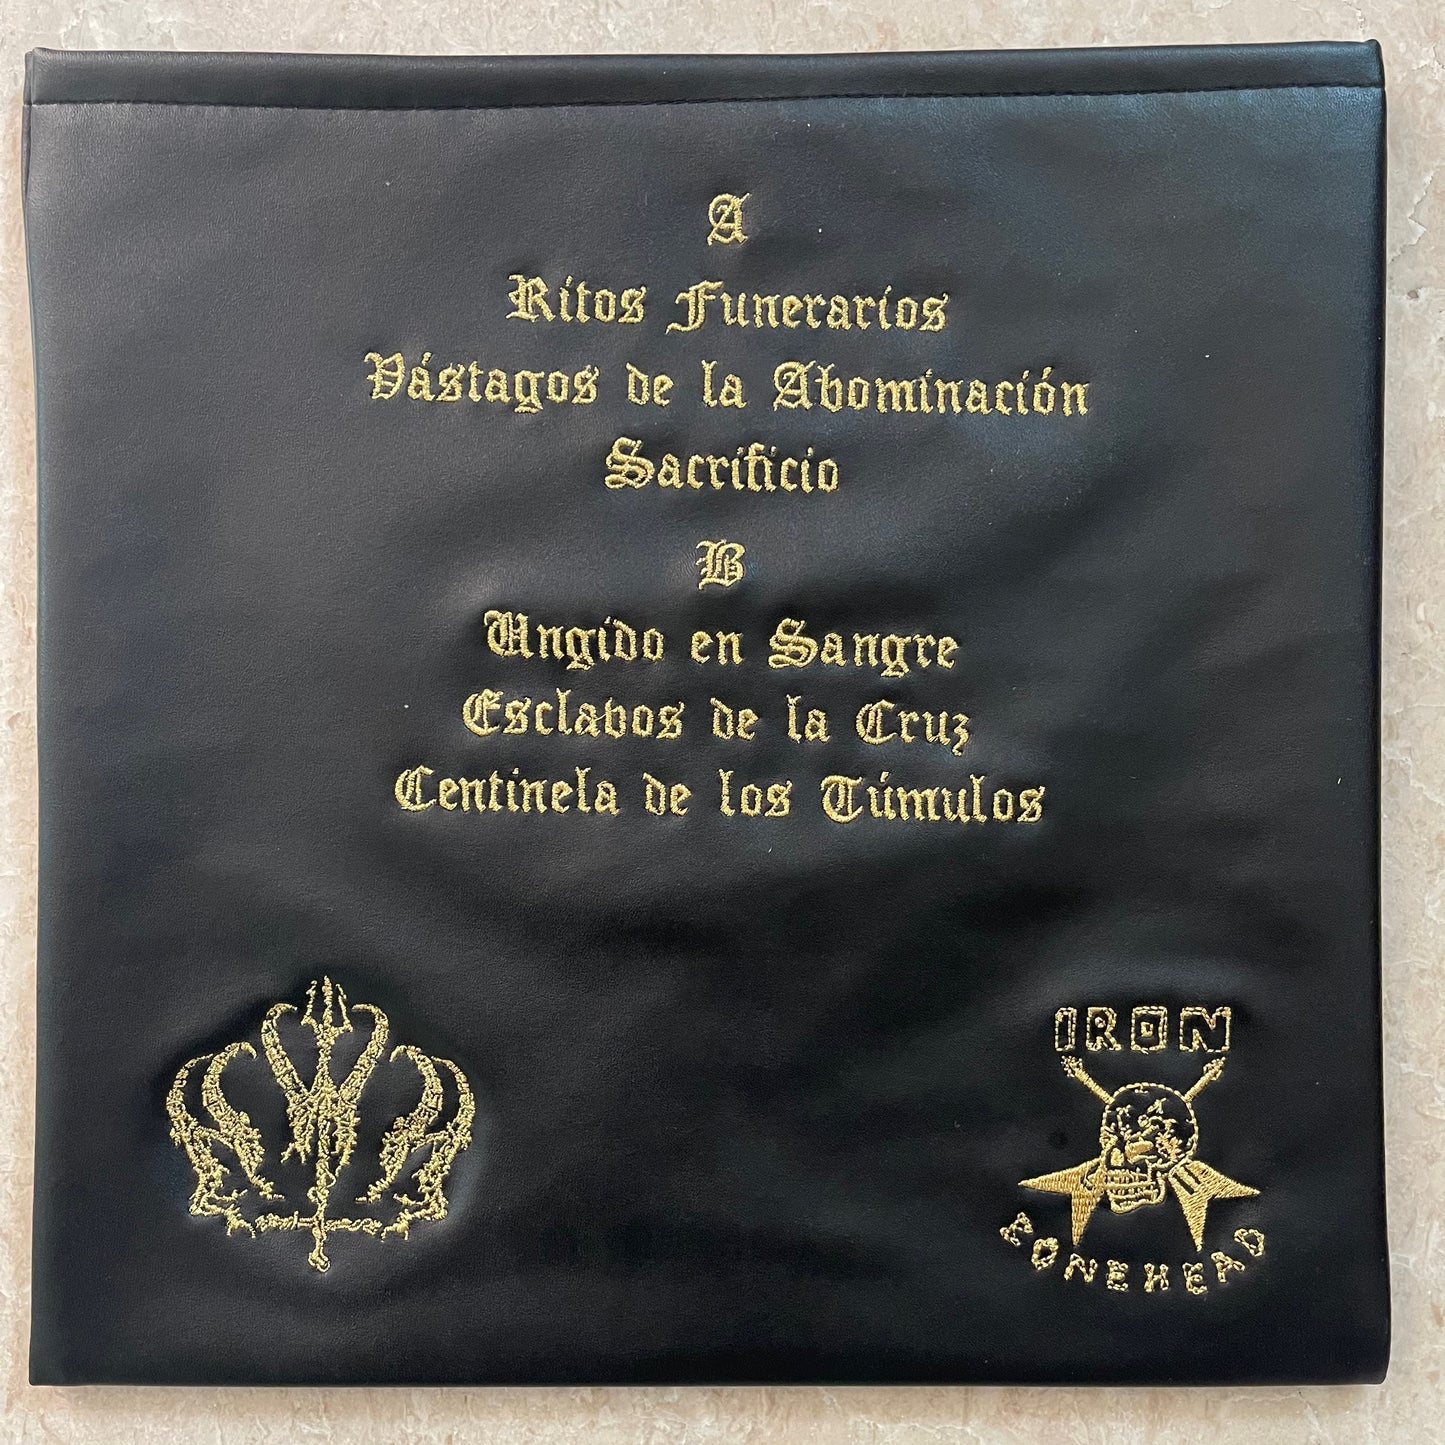 A
Ritos Funerarios
Vástagos de la Abominación
Sacrificio
B
Ungido en Sangre
Esclavos de la Cruz
Centinela de los Túmulos
IRON
BONEHEAD